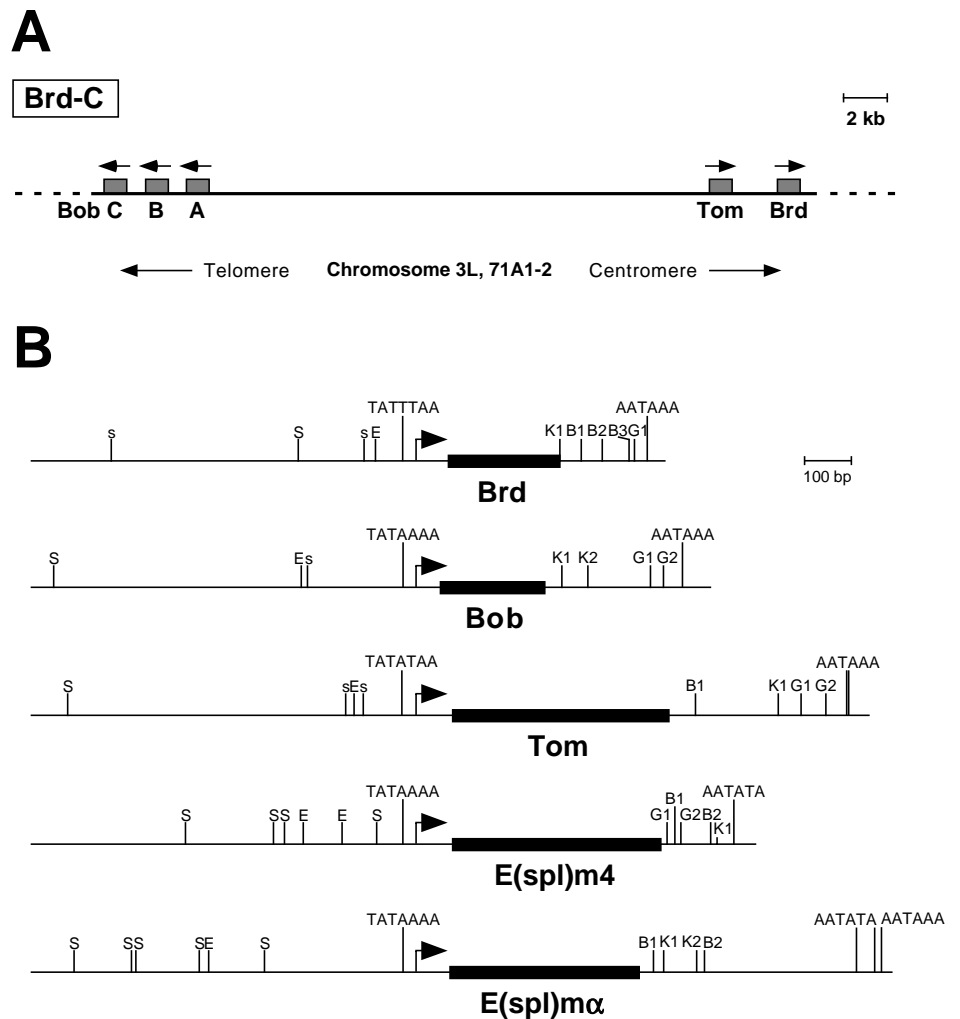 A
Brd-C
2 kb
Bob C B A Tom Brd
Telomere Chromosome 3L, 71A1-2 Centromere
B
TATTTAA AATAAA
s S s E K1 B1 B2 B3 G1
100 bp
Brd
TATAAAA AATAAA
S E s K1 K2 G1 G2
Bob
TATATAA AATAAA
S s E s B1 K1 G1 G2
Tom
TATAAAA AATATA
S S S E E S G1 B1 G2 B2 K1
E(spl)m4
TATAAAA AATATA AATAAA
S S S S E S B1 K1 K2 B2
E(spl)mα